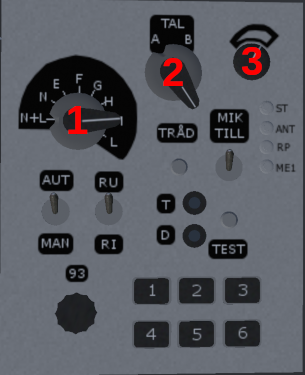 TAL
A B
3
2
F
E G
N H
N+L 1
L
ST
MIK
TILL
TRÅD
ANT
RP
ME1
AUT RU
T
MAN RI
D
TEST
93
1 2 3
4 5 6